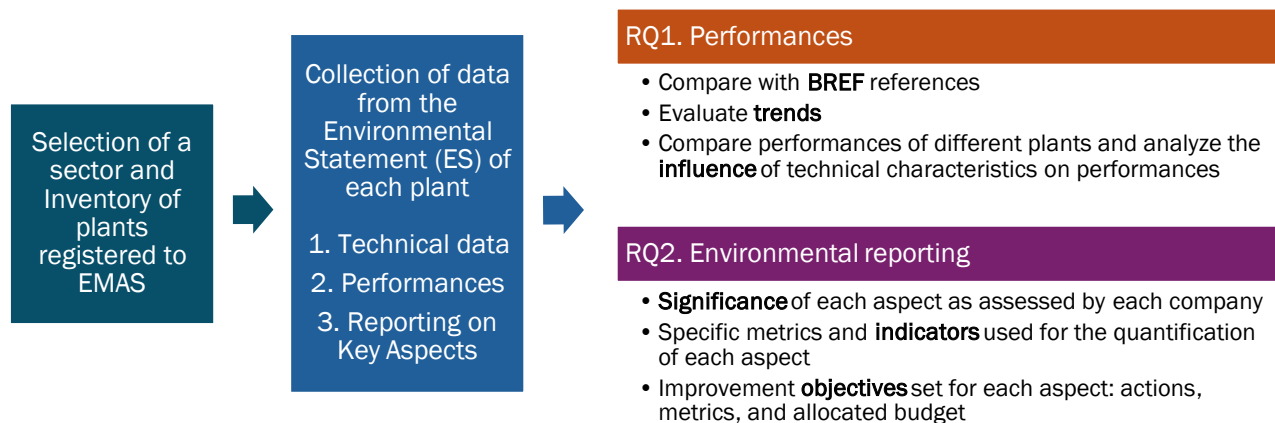 Selection of a
sector and
Inventory of
plants
registered to
EMAS
Collection of data
from the
Environmental
Statement (ES) of
each plant
1. Technical data
2. Performances
3. Reporting on
Key Aspects
RQ1. Performances
• Compare with BREF references
• Evaluate trends
• Compare performances of different plants and analyze the
influence of technical characteristics on performances
RQ2. Environmental reporting
• Significance of each aspect as assessed by each company
• Specific metrics and indicators used for the quantification
of each aspect
• Improvement objectives set for each aspect: actions,
metrics, and allocated budget